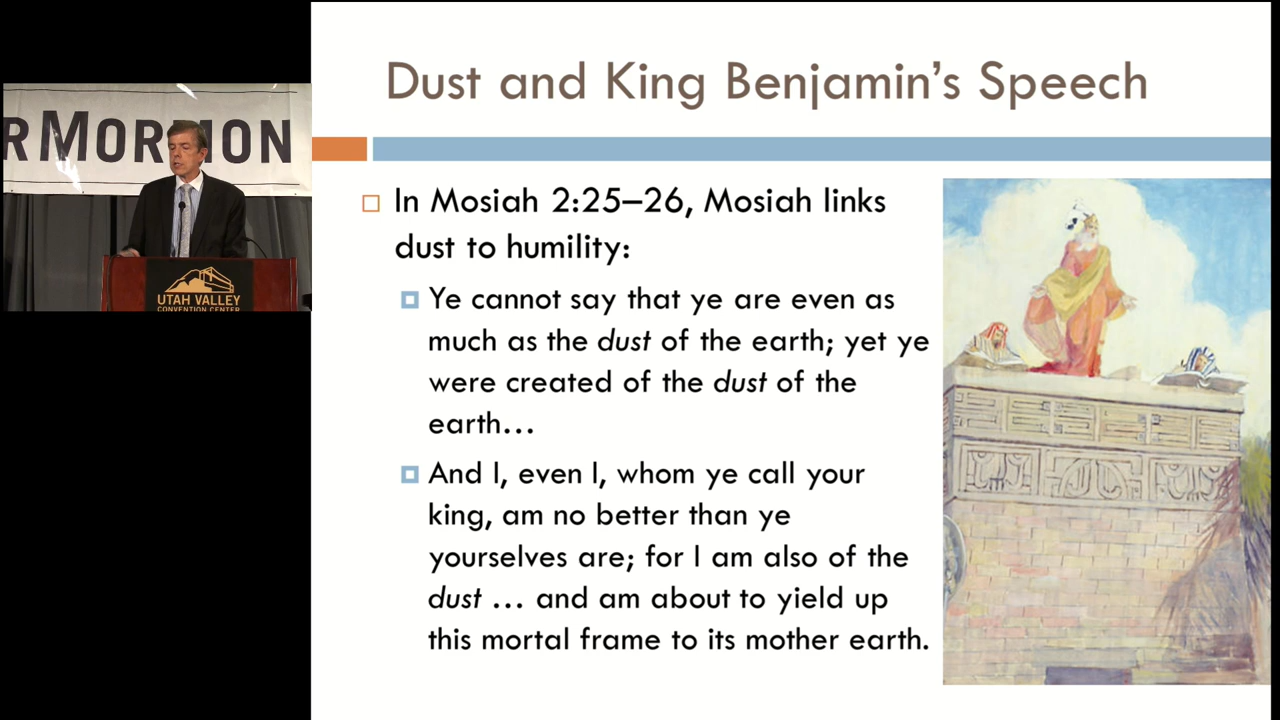 R MORMON
UTAH VALLEY
CONVENTION CENTER
Dust and King Benjamin’s Speech
In Mosiah 2:25–26, Mosiah links
dust to humility:
Ye cannot say that ye are even as
much as the dust of the earth; yet ye
were created of the dust of the
earth…
And I, even I, whom ye call your
king, am no better than ye
yourselves are; for I am also of the
dust … and am about to yield up
this mortal frame to its mother earth.